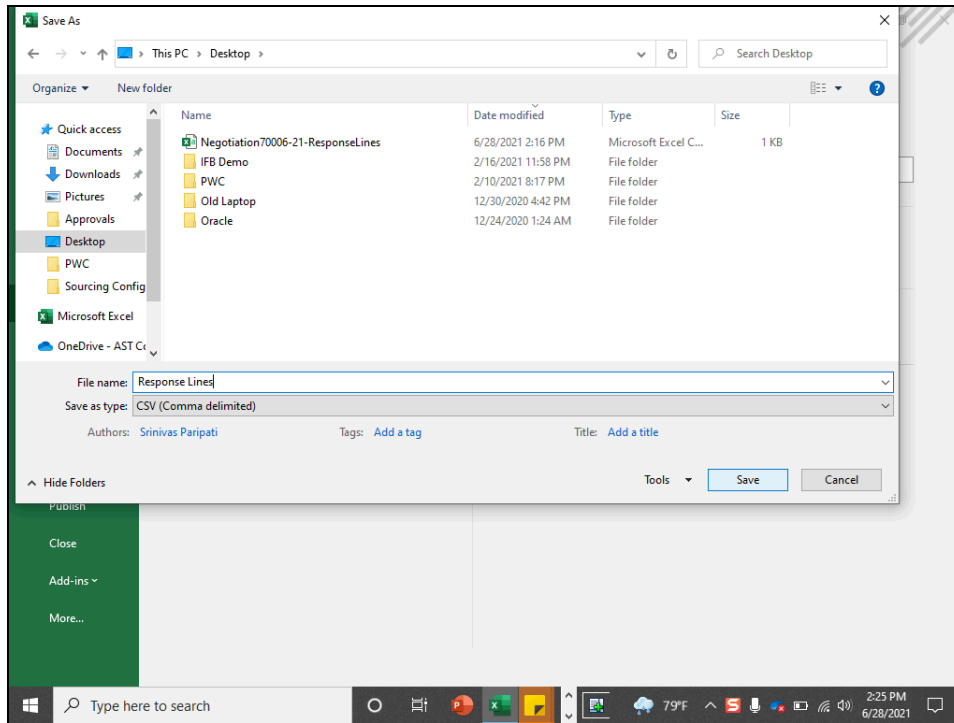 Save As
This PC > Desktop >
Search Desktop
Organize
New folder
Name
Date modified
Type
Size
Quick access
Documents
Downloads
Pictures
Approvals
Desktop
PWC
Sourcing Config
Microsoft Excel
OneDrive - AST Co
Negotiation70006-21-ResponseLines 6/28/2021 2:16 PM Microsoft Excel C... 1 KB
IFB Demo 2/16/2021 11:58 PM File folder
PWC 2/10/2021 8:17 PM File folder
Old Laptop 12/30/2020 4:42 PM File folder
Oracle 12/24/2020 1:24 AM File folder
File name: Response Lines
Save as type: CSV (Comma delimited)
Authors: Srinivas Paripati Tags: Add a tag Title: Add a title
Hide Folders
Tools
Save
Cancel
Publish
Close
Add-ins
More...
Type here to search
79°F
2:25 PM
6/28/2021